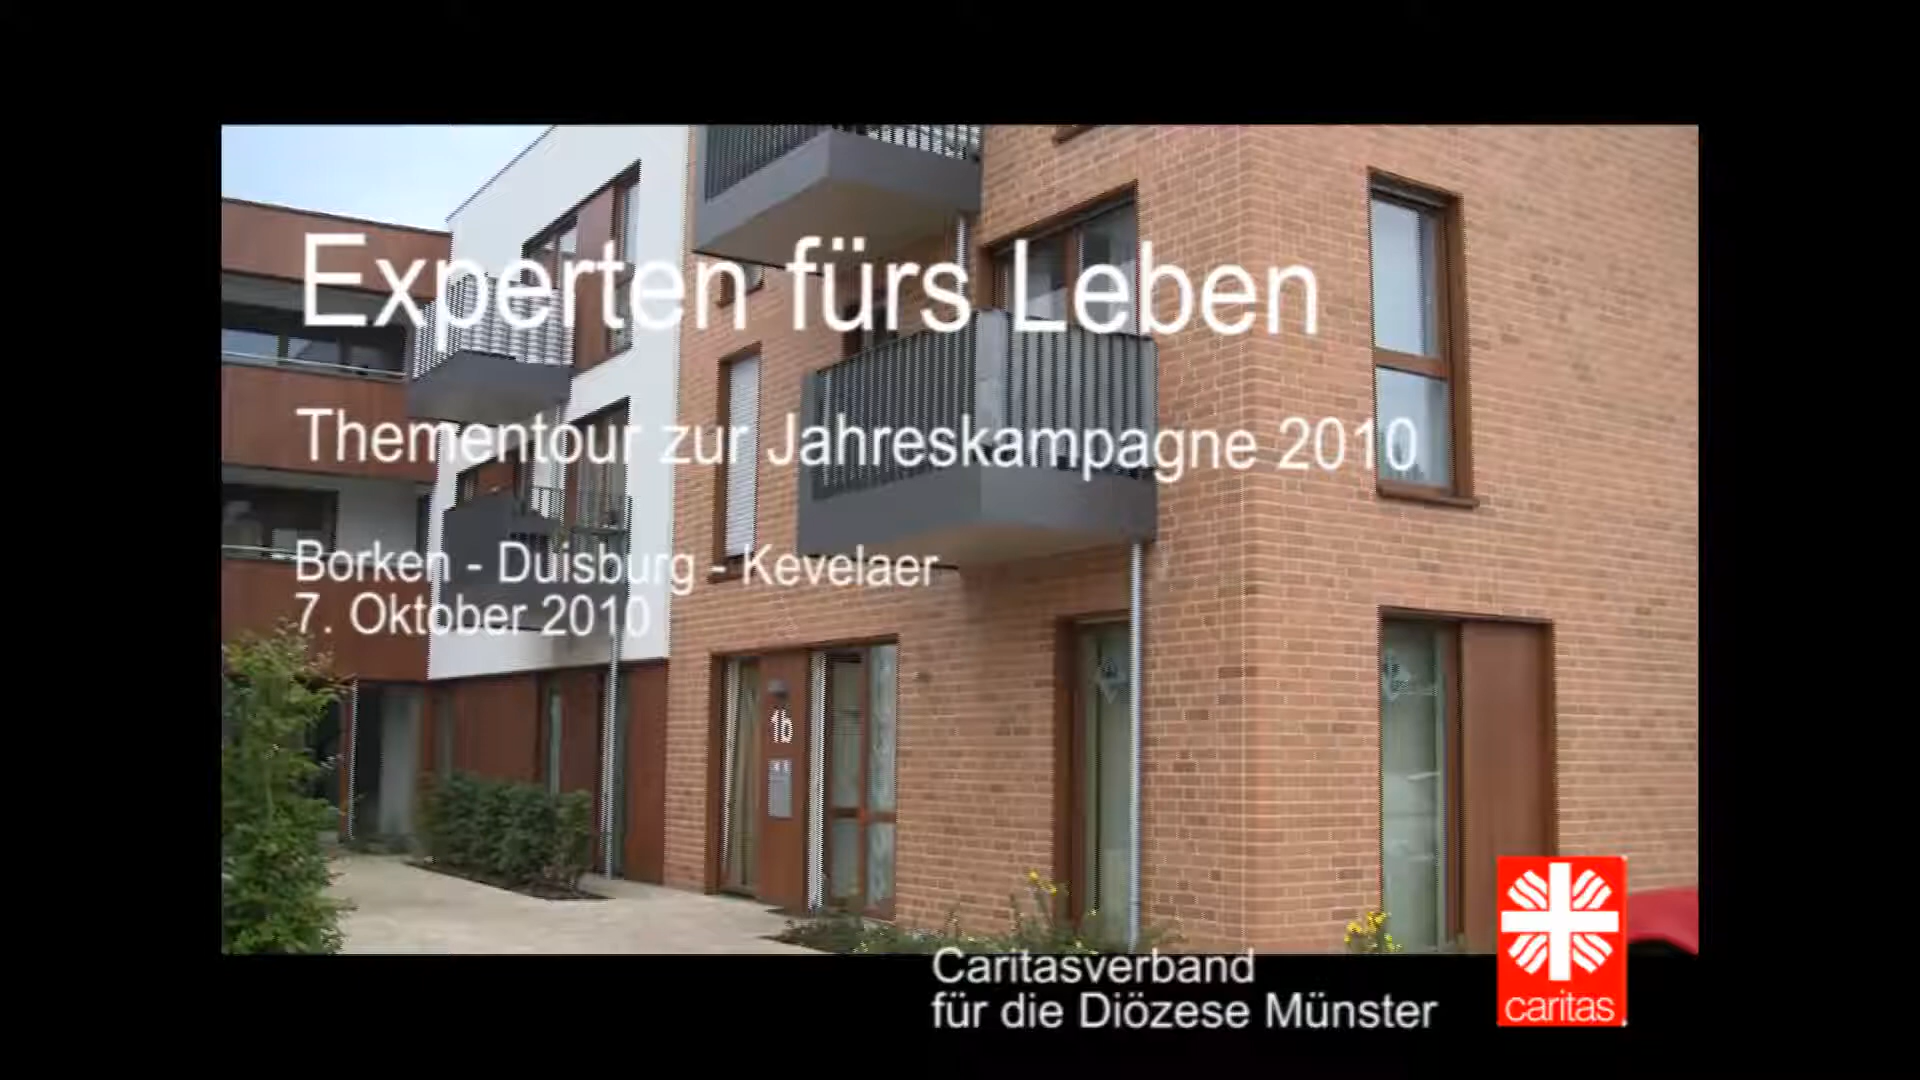 Experten fürs Leben
Thementour zur Jahreskampagne 2010
Borken - Duisburg - Kevelaer
7. Oktober 2010
1b
Caritasverband
für die Diözese Münster
caritas